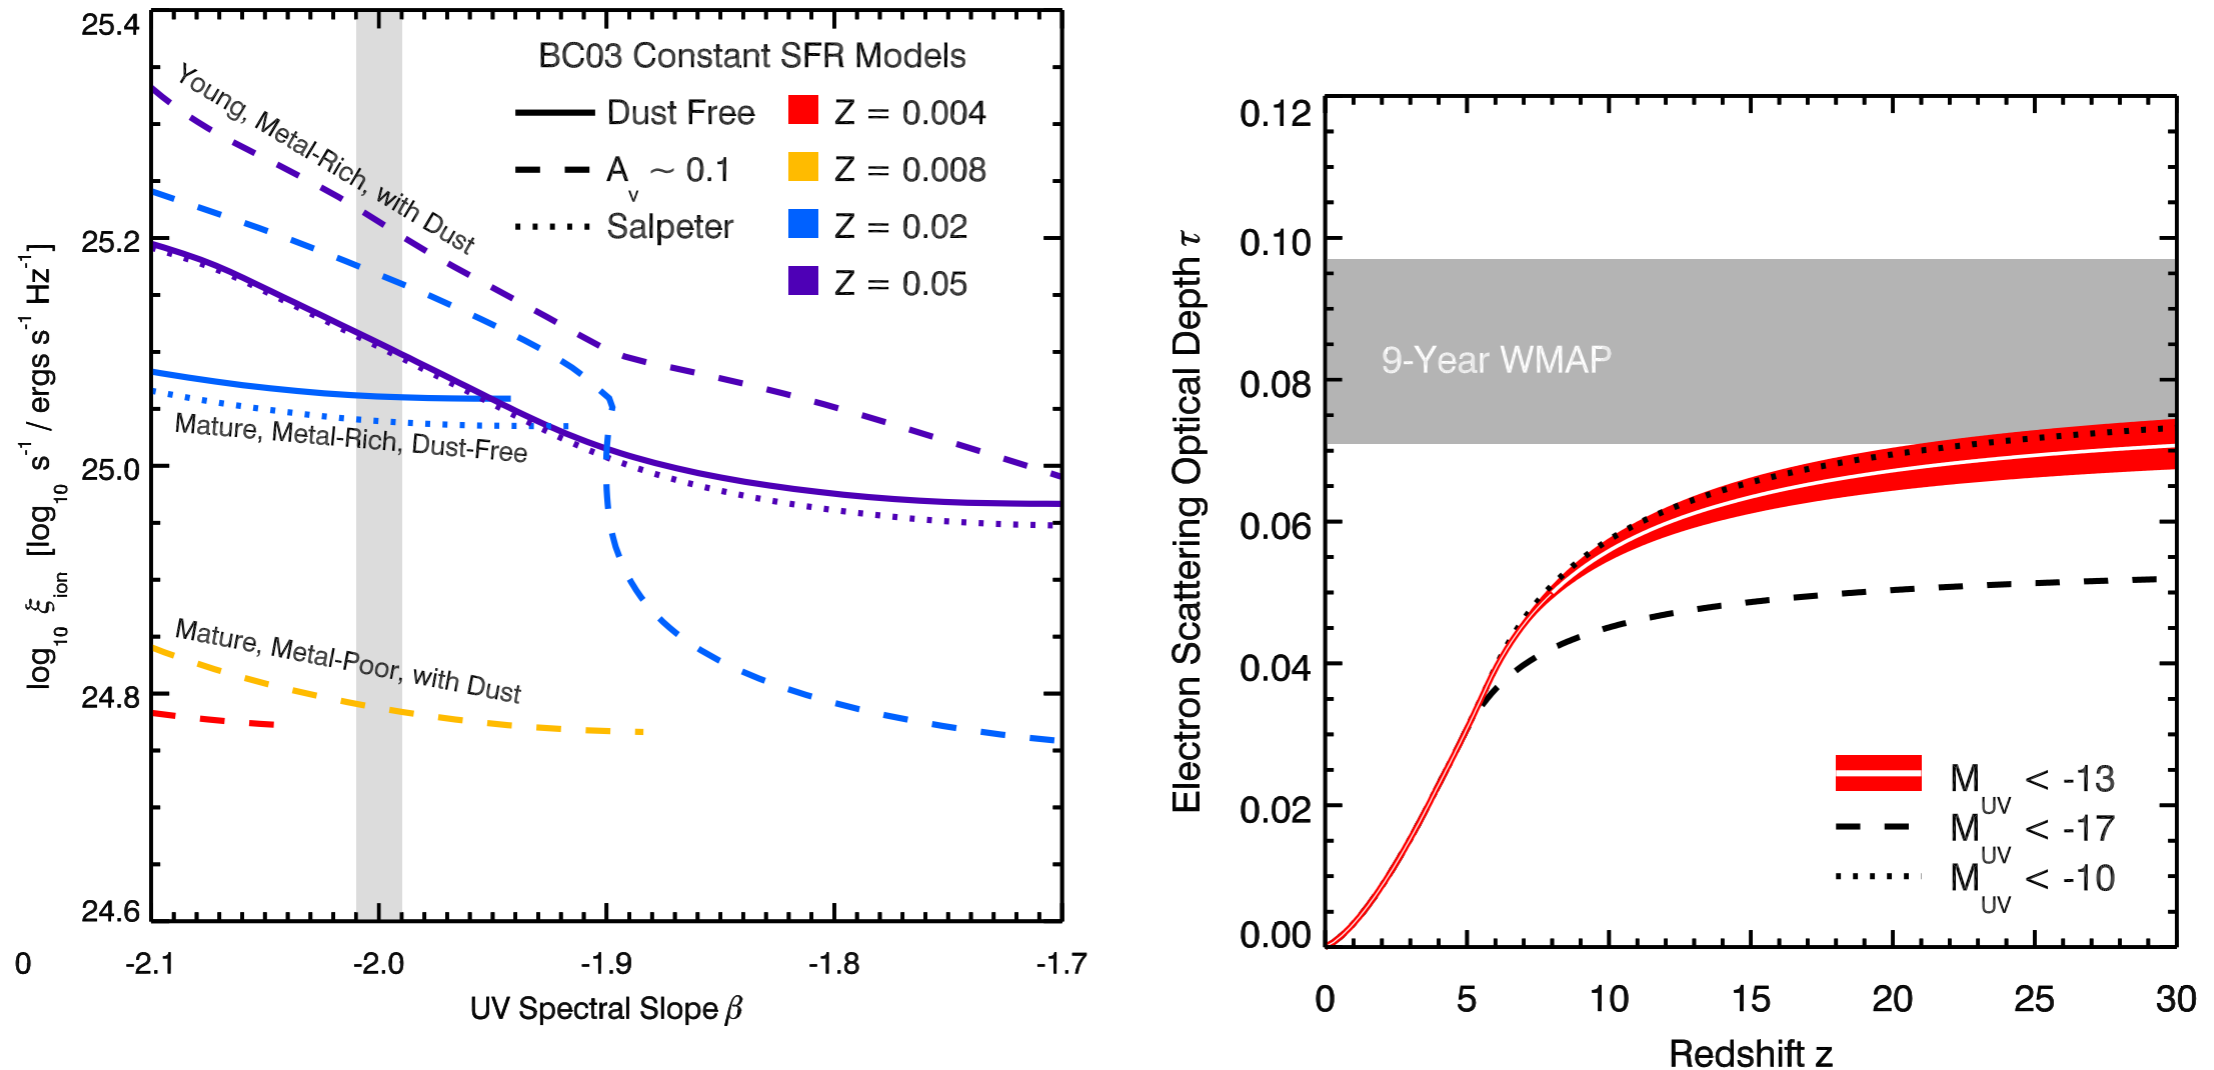 25.4
25.2
25.0
24.8
24.6
log10 ξion [log10 s-1 / ergs s-1 Hz-1]
BC03 Constant SFR Models
Dust Free
Av ~ 0.1
Salpeter
Z = 0.004
Z = 0.008
Z = 0.02
Z = 0.05
Young, Metal-Rich, with Dust
Mature, Metal-Rich, Dust-Free
Mature, Metal-Poor, with Dust
0
-2.1
-2.0
-1.9
-1.8
-1.7
UV Spectral Slope β
0.12
0.10
0.08
0.06
0.04
0.02
0.00
Electron Scattering Optical Depth τ
9-Year WMAP
MUV < -13
MUV < -17
MUV < -10
0
5
10
15
20
25
30
Redshift z